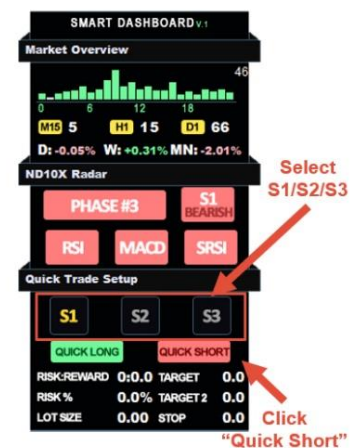 SMART DASHBOARD V.1
Market Overview
46
0 6 12 18
M15 5 H1 15 D1 66
D: -0.05% W: +0.31% MN: -2.01%
ND10X Radar
PHASE #3 S1 BEARISH
RSI MACD SRSI
Quick Trade Setup
S1 S2 S3
QUICK LONG QUICK SHORT
RISK:REWARD 0:0.0 TARGET 0.0
RISK % 0.0% TARGET 2 0.0
LOT SIZE 0.00 STOP 0.0
Select
S1/S2/S3
Click
"Quick Short"